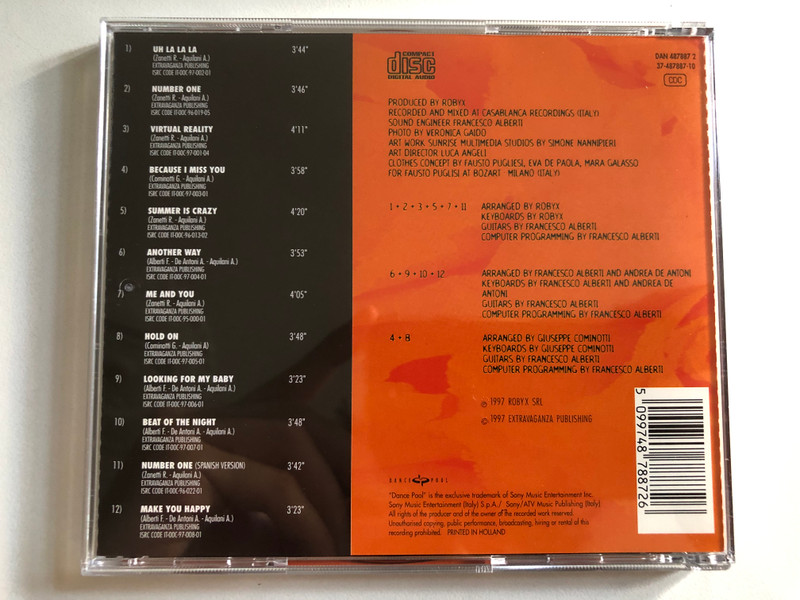 1) UH LA LA LA 3'44"
(Zanetti R. - Aquilani A.)
EXTRAVAGANZA PUBLISHING
ISRC CODE IT-00C-97-002-01
2) NUMBER ONE 3'46"
(Zanetti R. - Aquilani A.)
EXTRAVAGANZA PUBLISHING
ISRC CODE IT-00C-96-019-05
3) VIRTUAL REALITY 4'11"
(Zanetti R. - Aquilani A.)
EXTRAVAGANZA PUBLISHING
ISRC CODE IT-00C-97-001-04
4) BECAUSE I MISS YOU 3'58"
(Cominotti G. - Aquilani A.)
EXTRAVAGANZA PUBLISHING
ISRC CODE IT-00C-97-003-01
5) SUMMER IS CRAZY 4'20"
(Zanetti R. - Aquilani A.)
EXTRAVAGANZA PUBLISHING
ISRC CODE IT-00C-96-013-02
6) ANOTHER WAY 3'53"
(Alberti F. - De Antoni A. - Aquilani A.)
EXTRAVAGANZA PUBLISHING
ISRC CODE IT-00C-97-004-01
7) ME AND YOU 4'05"
(Zanetti R. - Aquilani A.)
EXTRAVAGANZA PUBLISHING
ISRC CODE IT-00C-95-000-01
8) HOLD ON 3'48"
(Cominotti G. - Aquilani A)
EXTRAVAGANZA PUBLISHING
ISRC CODE IT-00C-97-005-01
9) LOOKING FOR MY BABY 3'23"
(Alberti F. - De Antoni A. - Aquilani A.)
EXTRAVAGANZA PUBLISHING
ISRC CODE IT-00C-97-006-01
10) BEAT OF THE NIGHT 3'48"
(Alberti F. - De Antoni A. - Aquilani A.)
EXTRAVAGANZA PUBLISHING
ISRC CODE IT-00C-97-007-01
11) NUMBER ONE (SPANISH VERSION) 3'42"
(Zanetti R. - Aquilani A.)
EXTRAVAGANZA PUBLISHING
ISRC CODE IT-00C-96-022-01
12) MAKE YOU HAPPY 3'23"
(Alberti F. - De Antoni A. - Aquilani A.)
EXTRAVAGANZA PUBLISHING
ISRC CODE IT-00C-97-008-01
COMPACT
disc
DIGITAL AUDIO
DAN 487887 2
37-487887-10
CDC
PRODUCED BY ROBYX
RECORDED AND MIXED AT CASABLANCA RECORDINGS (ITALY)
SOUND ENGINEER FRANCESCO ALBERTI
PHOTO BY VERONICA GAIDO
ART WORK SUNRISE MULTIMEDIA STUDIOS BY SIMONE NANNIPIERI
ART DIRECTOR LUCA ANGELI
CLOTHES CONCEPT BY FAUSTO PUGLIESI, EVA DE PAOLA, MARA GALASSO
FOR FAUSTO PUGLISI AT BOZART MILANO (ITALY)
1 • 2 • 3 • 5 • 7 • 11 ARRANGED BY ROBYX
KEYBOARDS BY ROBYX
GUITARS BY FRANCESCO ALBERTI
COMPUTER PROGRAMMING BY FRANCESCO ALBERTI
6 • 9 • 10 • 12 ARRANGED BY FRANCESCO ALBERTI AND ANDREA DE ANTONI
KEYBOARDS BY FRANCESCO ALBERTI AND ANDREA DE
ANTONI
GUITARS BY FRANCESCO ALBERTI
COMPUTER PROGRAMMING BY FRANCESCO ALBERTI
4 • 8 ARRANGED BY GIUSEPPE COMINOTTI
KEYBOARDS BY GIUSEPPE COMINOTTI
GUITARS BY FRANCESCO ALBERTI
COMPUTER PROGRAMMING BY FRANCESCO ALBERTI
℗ 1997 ROBYX SRL
© 1997 EXTRAVAGANZA PUBLISHING
5 099748 788726
DANCE POOL
"Dance Pool" is the exclusive trademark of Sony Music Entertainment Inc.
Sony Music Entertainment (Italy) S.p.A./ Sony/ATV Music Publishing (Italy)
All rights of the producer and of the owner of the recorded work reserved.
Unauthorised copying, public performance, broadcasting, hiring or rental of this
recording prohibited. PRINTED IN HOLLAND